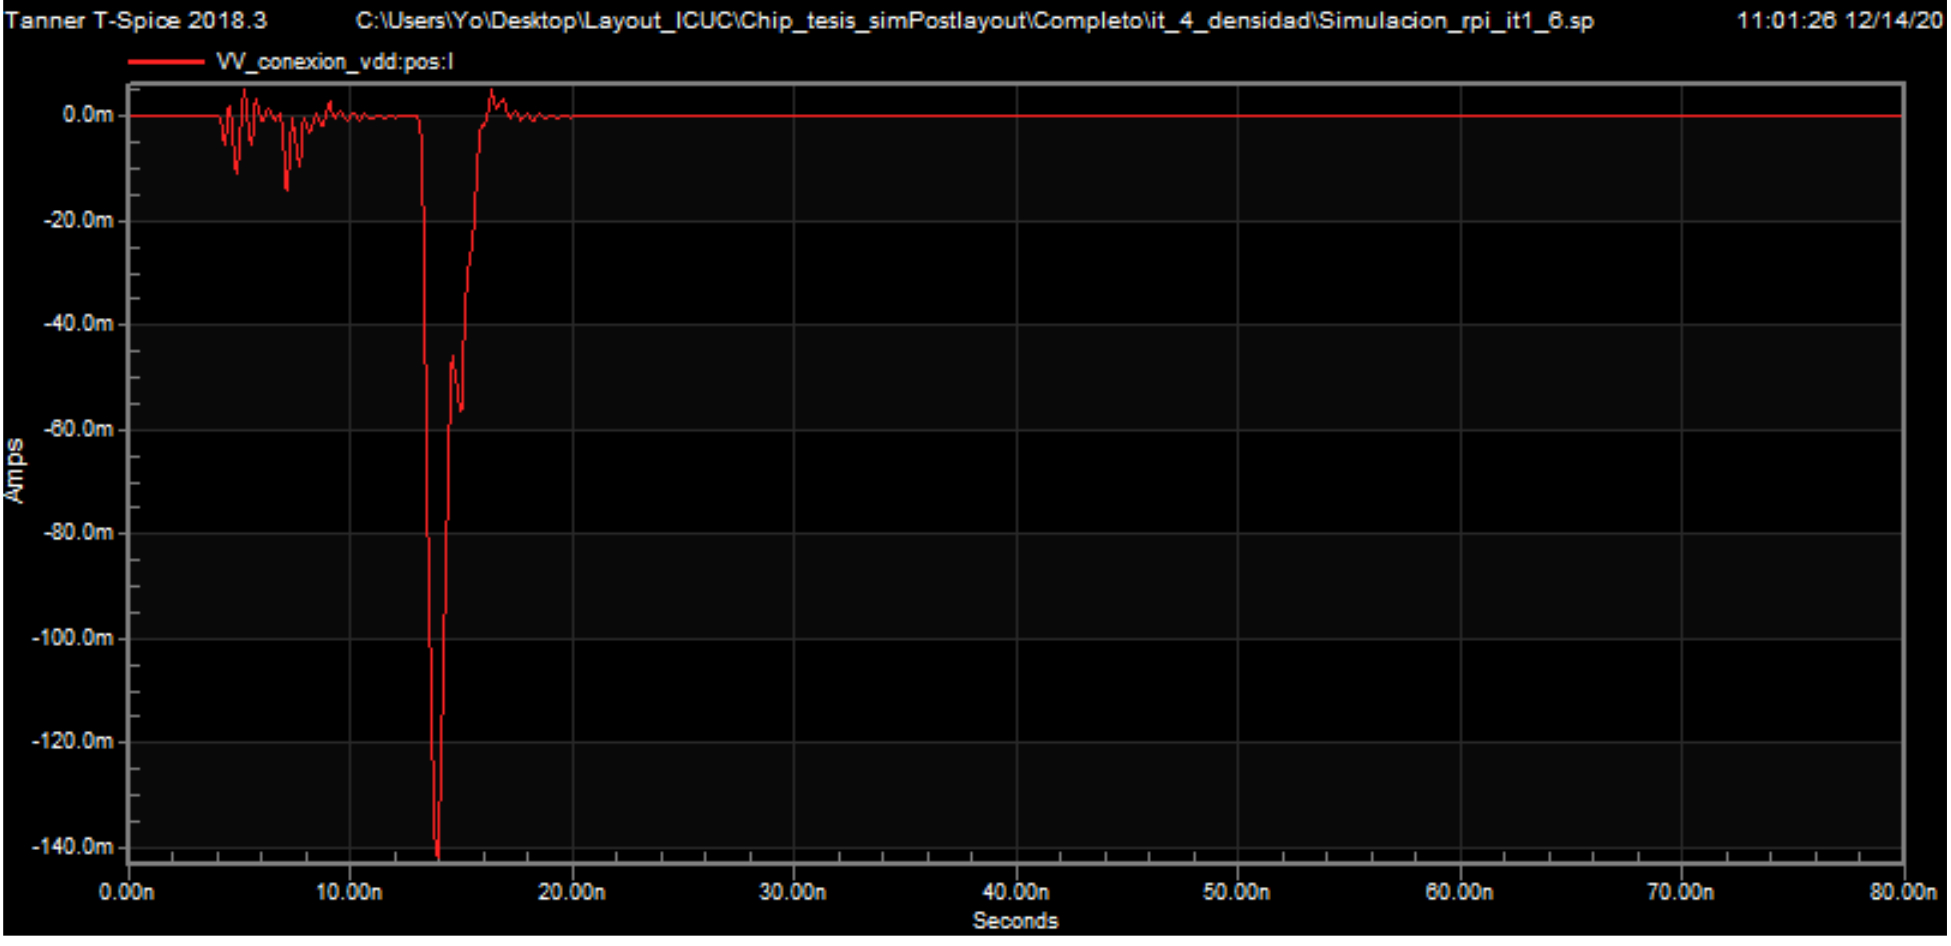 Tanner T-Spice 2018.3 C:\Users\Yo\Desktop\Layout_ICUC\Chip_tesis_simPostlayout\Completo\it_4_densidad\Simulacion_rpi_it1_6.sp 11:01:26 12/14/20
VV_conexion_vdd:pos:I
0.0m
-20.0m
-40.0m
-60.0m
-80.0m
-100.0m
-120.0m
-140.0m
Amps
0.00n 10.00n 20.00n 30.00n 40.00n 50.00n 60.00n 70.00n 80.00n
Seconds